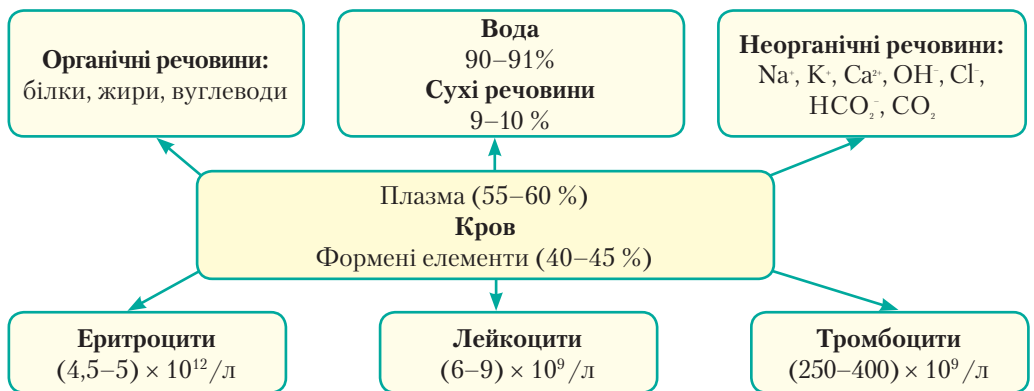 Органічні речовини:
білки, жири, вуглеводи
Вода
90–91%
Сухі речовини
9–10 %
Неорганічні речовини:
Na⁺, K⁺, Ca²⁺, OH⁻, Cl⁻,
HCO₂⁻, CO₂
Плазма (55–60 %)
Кров
Формені елементи (40–45 %)
Еритроцити
(4,5–5) × 10¹²/л
Лейкоцити
(6–9) × 10⁹/л
Тромбоцити
(250–400) × 10⁹/л